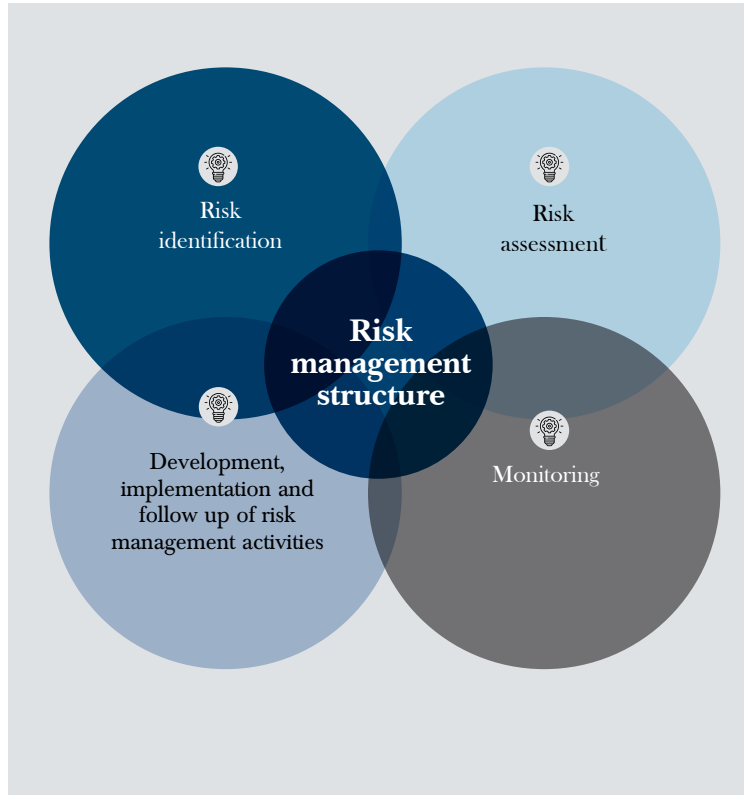 Risk
identification
Risk
assessment
Risk
management
structure
Development,
implementation and
follow up of risk
management activities
Monitoring